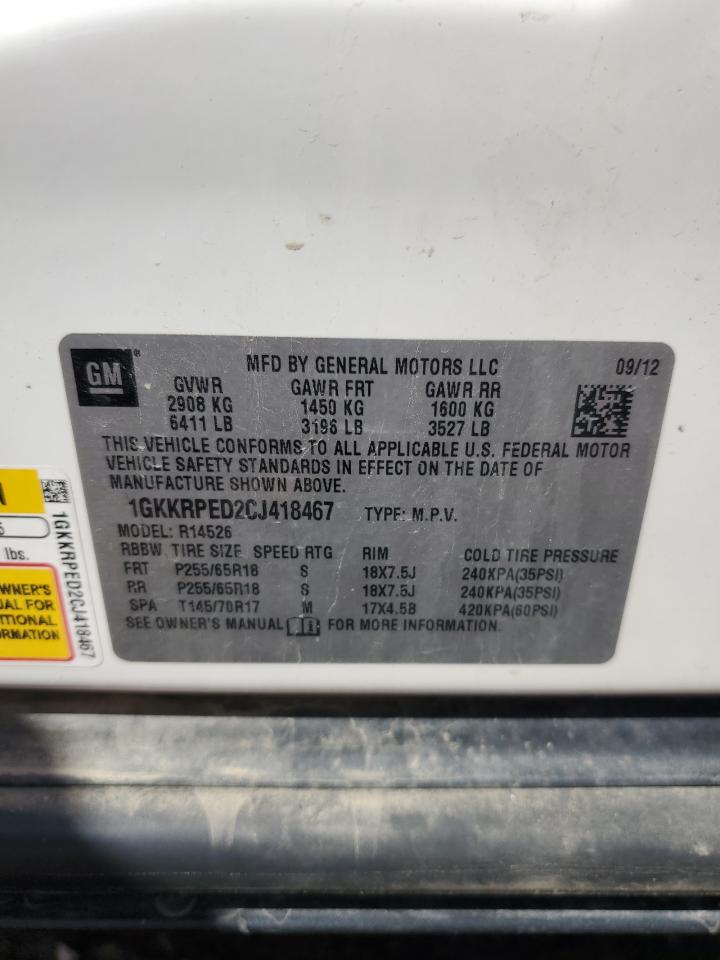 GM
®
MFD BY GENERAL MOTORS LLC 09/12
GVWR GAWR FRT GAWR RR
2908 KG 1450 KG 1600 KG
6411 LB 3196 LB 3527 LB
THIS VEHICLE CONFORMS TO ALL APPLICABLE U.S. FEDERAL MOTOR
VEHICLE SAFETY STANDARDS IN EFFECT ON THE DATE OF
MANUFACTURE SHOWN ABOVE.
1GKKRPED2CJ418467 TYPE: M.P.V.
MODEL: R14526
RBBW TIRE SIZE SPEED RTG RIM COLD TIRE PRESSURE
FRT P255/65R18 S 18X7.5J 240KPA(35PSI)
RR P255/65R18 S 18X7.5J 240KPA(35PSI)
SPA T145/70R17 M 17X4.5B 420KPA(60PSI)
SEE OWNER'S MANUAL FOR MORE INFORMATION.
lbs.
1GKKRPED2CJ418467